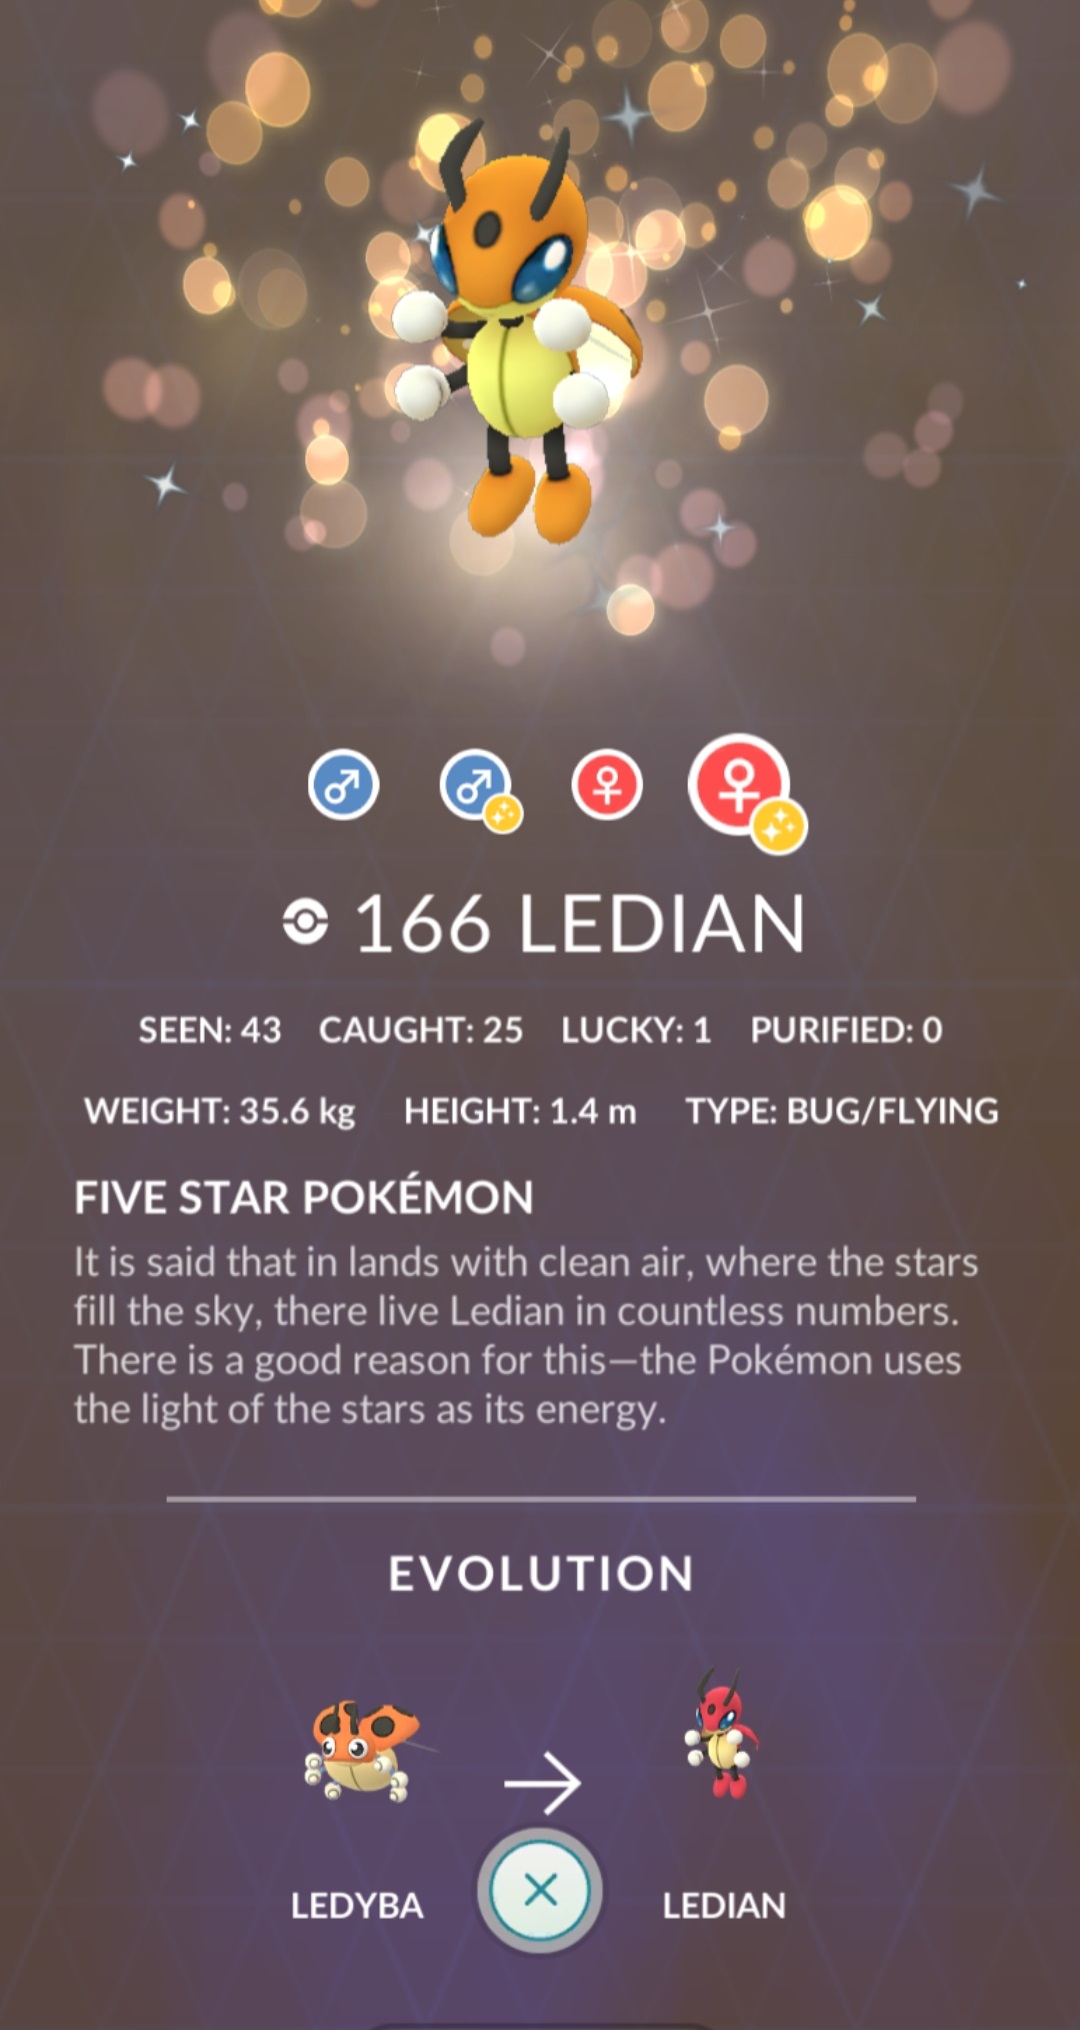 166 LEDIAN
SEEN: 43 CAUGHT: 25 LUCKY: 1 PURIFIED: 0
WEIGHT: 35.6 kg HEIGHT: 1.4 m TYPE: BUG/FLYING
FIVE STAR POKÉMON
It is said that in lands with clean air, where the stars
fill the sky, there live Ledian in countless numbers.
There is a good reason for this—the Pokémon uses
the light of the stars as its energy.
EVOLUTION
LEDYBA LEDIAN